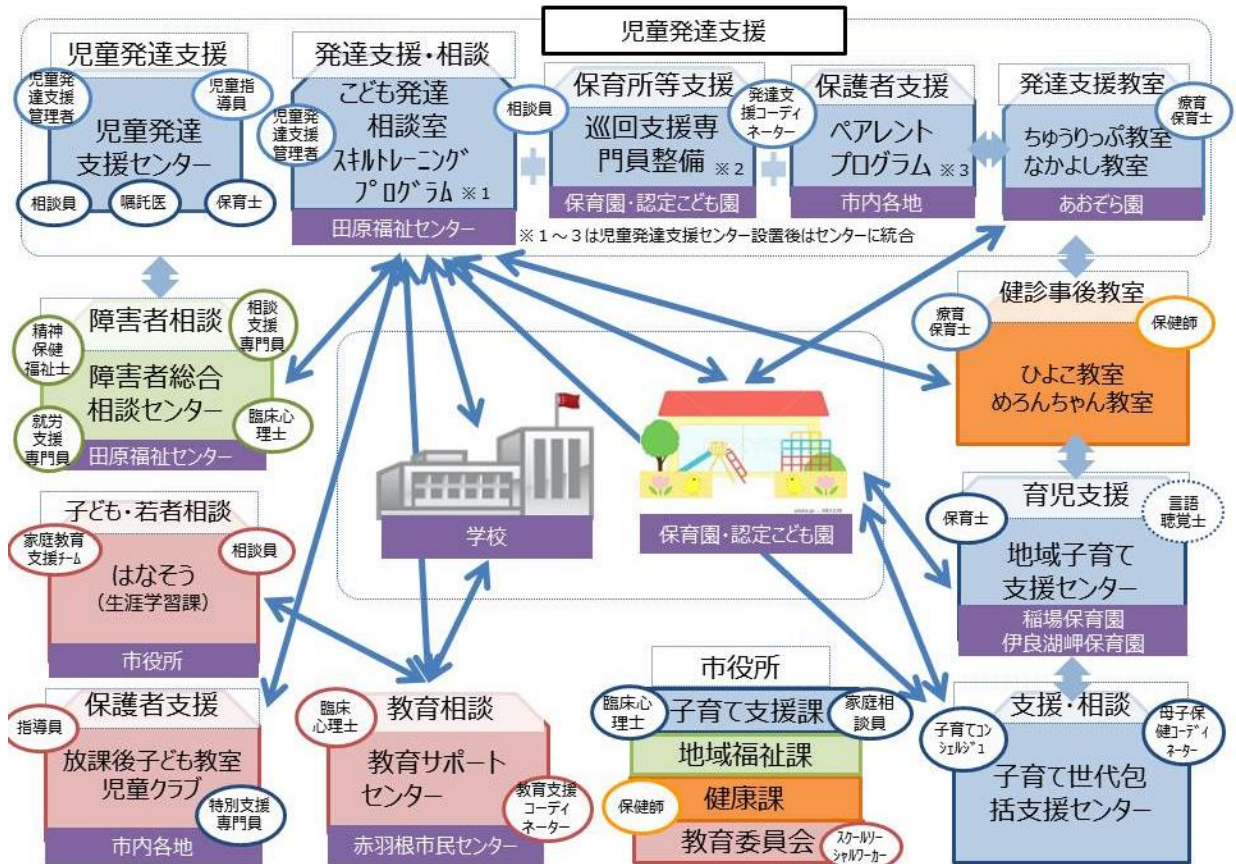 児童発達支援
児童発達支援
児童発
達支援
管理者
児童指
導員
児童発達
支援センター
相談員
嘱託医
保育士
発達支援・相談
こども発達
相談室
スキルトレーニング
プログラム ※1
児童発
達支援
管理者
田原福祉センター
相談員
保育所等支援
巡回支援専
門員整備
※2
保育園・認定こども園
発達支
援コーディ
ネーター
保護者支援
ペアレント
プログラム ※3
市内各地
発達支援教室
療育
保育士
ちゅうりっぷ教室
なかよし教室
あおぞら園
※1～3は児童発達支援センター設置後はセンターに統合
障害者相談
精神
保健
福祉士
相談
支援
専門員
障害者総合
相談センター
就労
支援
専門員
臨床心
理士
田原福祉センター
健診事後教室
療育
保育士
保健師
ひよこ教室
めろんちゃん教室
学校
保育園・認定こども園
育児支援
保育士
言語
聴覚士
地域子育て
支援センター
稲場保育園
伊良湖岬保育園
子ども・若者相談
家庭教育
支援チーム
相談員
はなそう
(生涯学習課)
市役所
保護者支援
指導員
放課後子ども教室
児童クラブ
特別支援
専門員
市内各地
教育相談
臨床
心理士
教育サポート
センター
教育支援
コーディ
ネーター
赤羽根市民センター
市役所
臨床心
理士
子育て支援課
家庭相
談員
地域福祉課
保健師
健康課
教育委員会
スクールソー
シャルワーカー
支援・相談
子育てコン
シェルジュ
母子保
健コーディ
ネーター
子育て世代包
括支援センター